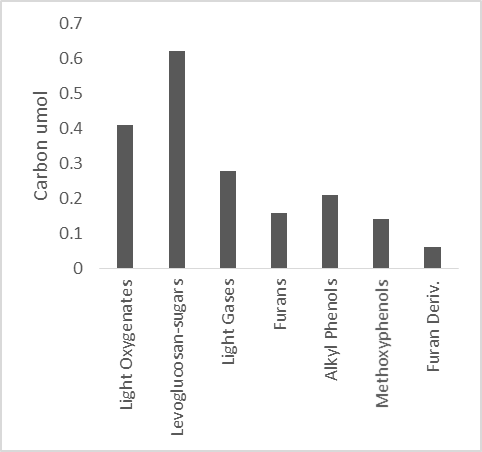 0.7
0.6
0.5
0.4
0.3
0.2
0.1
0
Carbon umol
Light Oxygenates
Levoglucosan-sugars
Light Gases
Furans
Alkyl Phenols
Methoxyphenols
Furan Deriv.